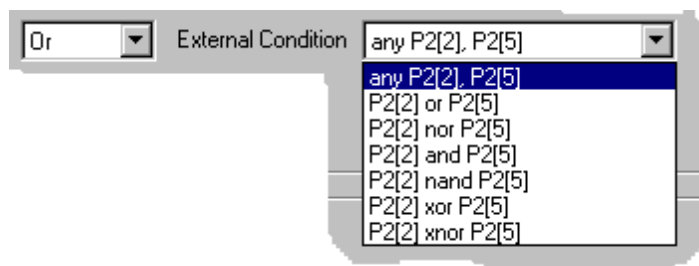 Or External Condition any P2[2], P2[5]
any P2[2], P2[5]
P2[2] or P2[5]
P2[2] nor P2[5]
P2[2] and P2[5]
P2[2] nand P2[5]
P2[2] xor P2[5]
P2[2] xnor P2[5]